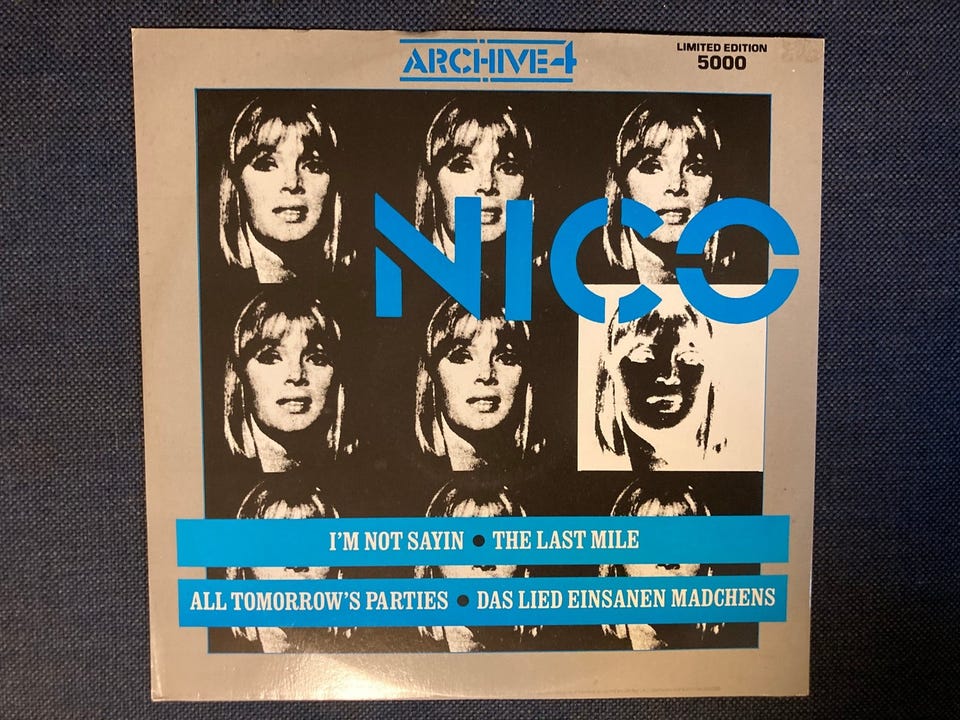 ARCHIVE 4
LIMITED EDITION
5000
NICO
I'M NOT SAYIN ● THE LAST MILE
ALL TOMORROW'S PARTIES ● DAS LIED EINSANEN MADCHENS